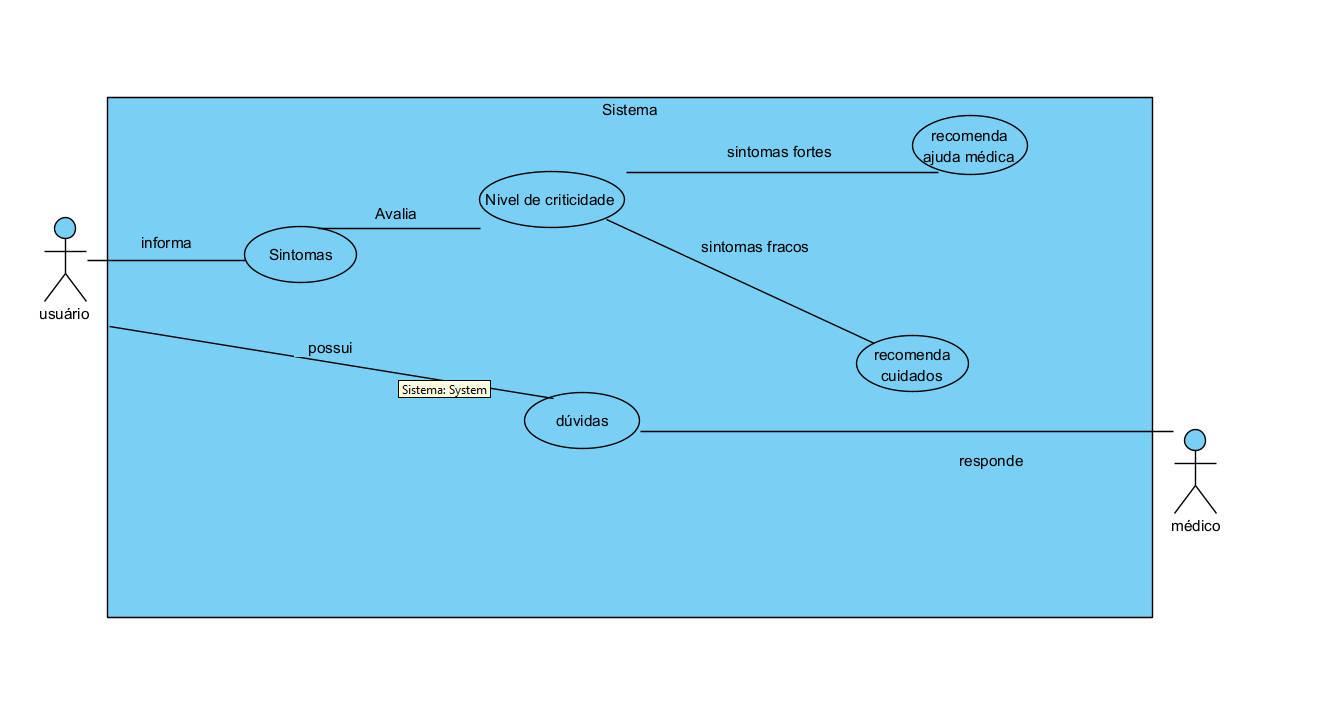 Sistema
recomenda
ajuda médica
sintomas fortes
Nivel de criticidade
Avalia
informa
Sintomas
sintomas fracos
usuário
possui
recomenda
cuidados
Sistema: System
dúvidas
responde
médico